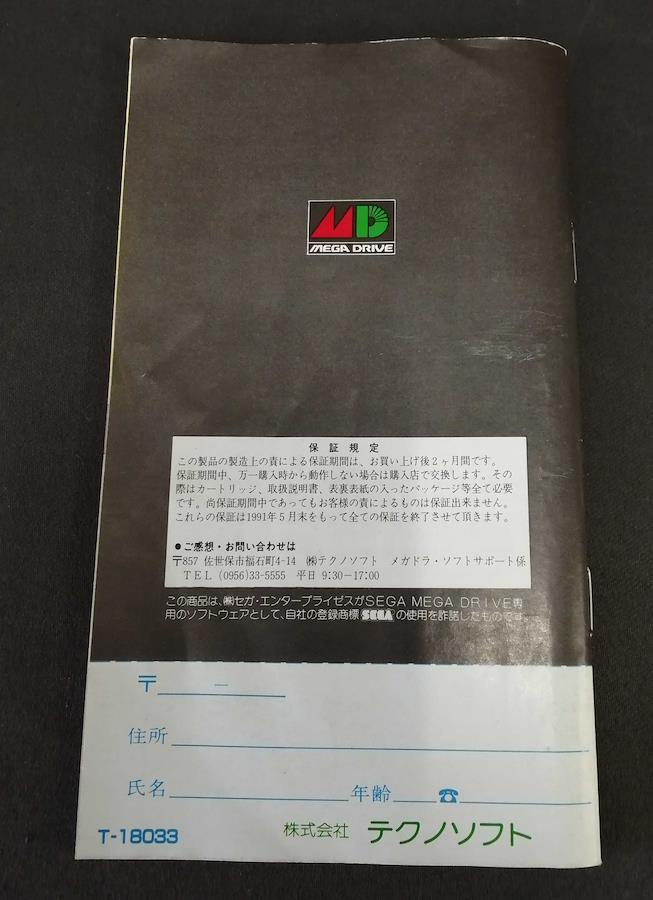 MD
MEGA DRIVE
保証規定
この製品の製造上の責による保証期間は、お買い上げ後2ヶ月間です。
保証期間中、万一購入時から動作しない場合は購入店で交換します。その
際はカートリッジ、取扱説明書、表裏表紙の入ったパッケージ等全て必要
です。尚保証期間中であってもお客様の責によるものは保証出来ません。
これらの保証は1991年5月末をもって全ての保証を終了させて頂きます。
●ご感想・お問い合わせは
〒857 佐世保市福石町4-14 ㈱テクノソフト メガドラ・ソフトサポート係
TEL (0956)33-5555 平日 9:30-17:00
この商品は、㈱セガ・エンタープライゼスがSEGA MEGA DRIVE専
用のソフトウェアとして、自社の登録商標SEGAの使用を許諾したものです。
〒 −
住所
氏名 年齢 ☎
T-18033 株式会社 テクノソフト